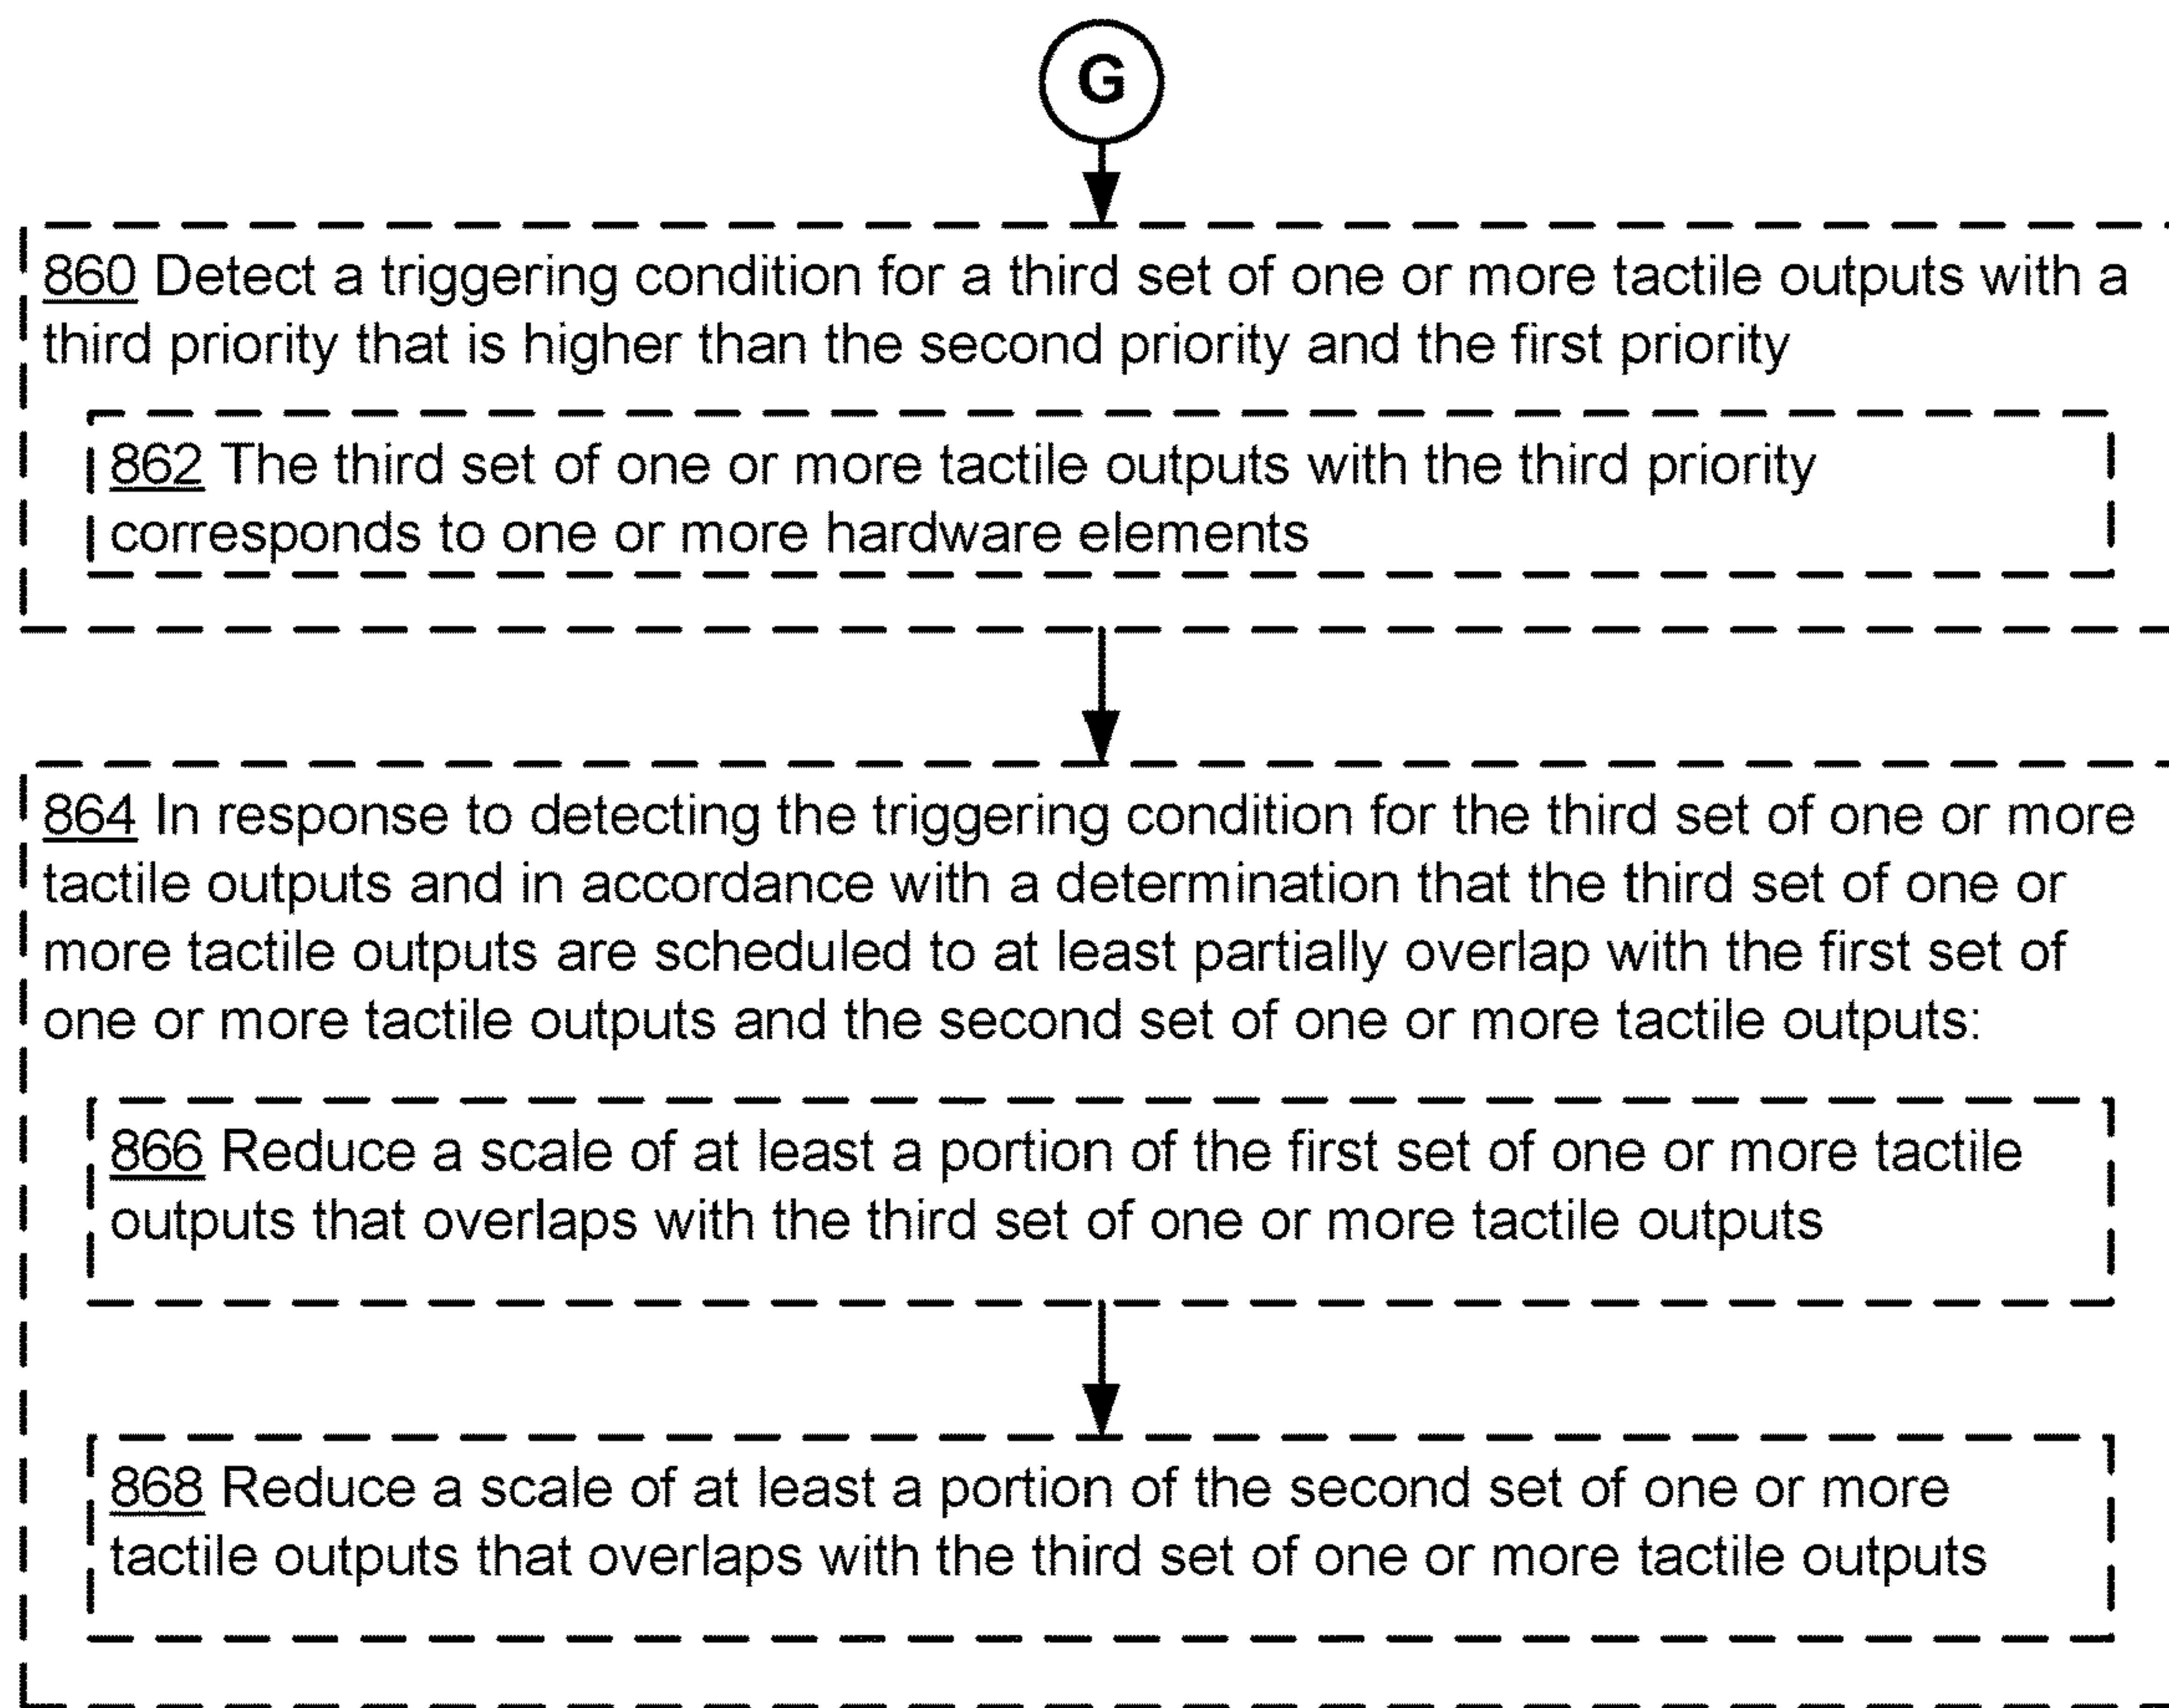 G
860 Detect a triggering condition for a third set of one or more tactile outputs with a
third priority that is higher than the second priority and the first priority
862 The third set of one or more tactile outputs with the third priority
corresponds to one or more hardware elements
864 In response to detecting the triggering condition for the third set of one or more
tactile outputs and in accordance with a determination that the third set of one or
more tactile outputs are scheduled to at least partially overlap with the first set of
one or more tactile outputs and the second set of one or more tactile outputs:
866 Reduce a scale of at least a portion of the first set of one or more tactile
outputs that overlaps with the third set of one or more tactile outputs
868 Reduce a scale of at least a portion of the second set of one or more
tactile outputs that overlaps with the third set of one or more tactile outputs